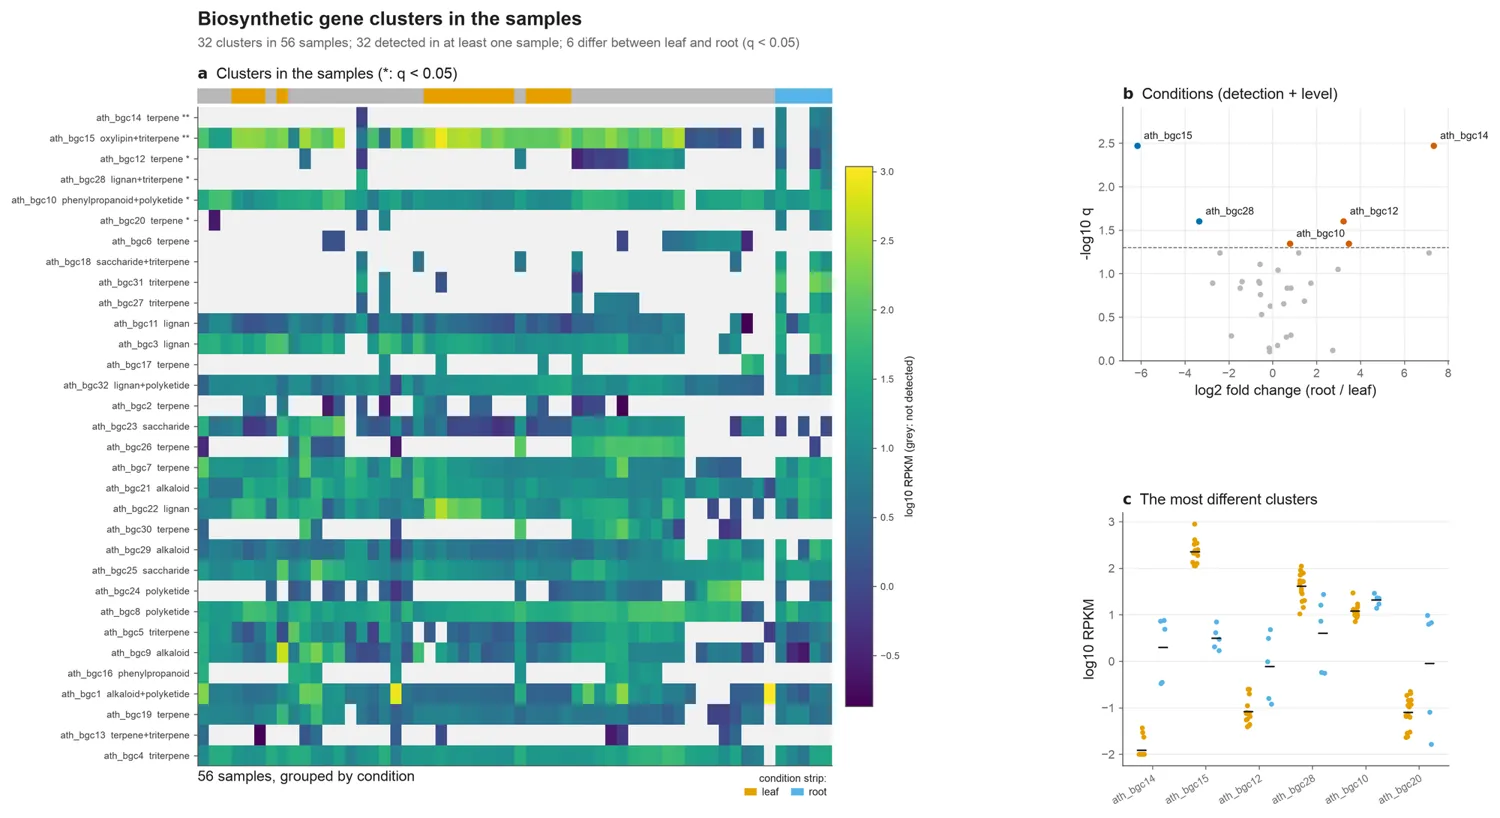 Biosynthetic gene clusters in the samples
32 clusters in 56 samples; 32 detected in at least one sample; 6 differ between leaf and root (q < 0.05)
a Clusters in the samples (*: q < 0.05)
ath_bgc14 terpene **
ath_bgc15 oxylipin+triterpene **
ath_bgc12 terpene *
ath_bgc28 lignan+triterpene *
ath_bgc10 phenylpropanoid+polyketide *
ath_bgc20 terpene *
ath_bgc6 terpene
ath_bgc18 saccharide+triterpene
ath_bgc31 triterpene
ath_bgc27 triterpene
ath_bgc11 lignan
ath_bgc3 lignan
ath_bgc17 terpene
ath_bgc32 lignan+polyketide
ath_bgc2 terpene
ath_bgc23 saccharide
ath_bgc26 terpene
ath_bgc7 terpene
ath_bgc21 alkaloid
ath_bgc22 lignan
ath_bgc30 terpene
ath_bgc29 alkaloid
ath_bgc25 saccharide
ath_bgc24 polyketide
ath_bgc8 polyketide
ath_bgc5 triterpene
ath_bgc9 alkaloid
ath_bgc16 phenylpropanoid
ath_bgc1 alkaloid+polyketide
ath_bgc19 terpene
ath_bgc13 terpene+triterpene
ath_bgc4 triterpene
56 samples, grouped by condition
condition strip:
leaf root
3.0
2.5
2.0
1.5
1.0
0.5
0.0
−0.5
log10 RPKM (grey: not detected)
b Conditions (detection + level)
ath_bgc15
ath_bgc14
ath_bgc28
ath_bgc12
ath_bgc10
2.5
2.0
1.5
1.0
0.5
0.0
-log10 q
−6 −4 −2 0 2 4 6 8
log2 fold change (root / leaf)
c The most different clusters
3
2
1
0
−1
−2
log10 RPKM
ath_bgc14 ath_bgc15 ath_bgc12 ath_bgc28 ath_bgc10 ath_bgc20